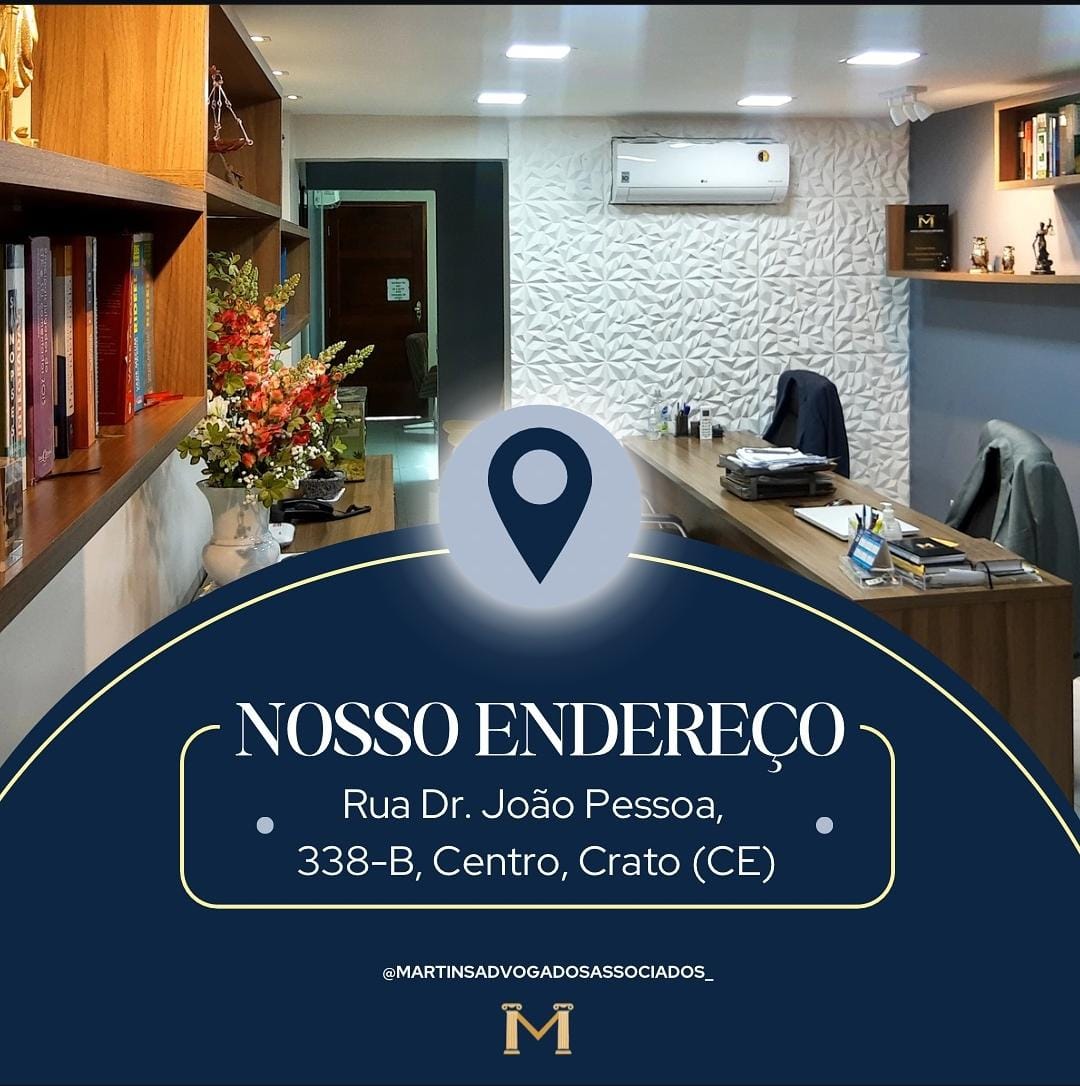 NOSSO ENDEREÇO
Rua Dr. João Pessoa,
338-B, Centro, Crato (CE)
@MARTINSADVOGADOSASSOCIADOS_
M